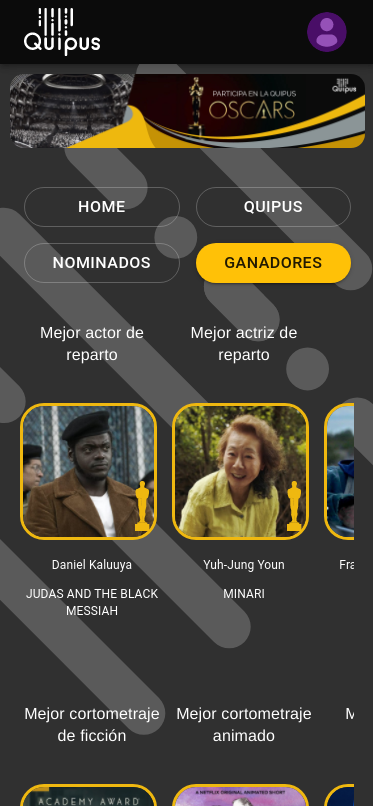 Quipus
PARTICIPA EN LA QUIPUS
OSCARS
Quipus
HOME
QUIPUS
NOMINADOS
GANADORES
Mejor actor de
reparto
Mejor actriz de
reparto
Daniel Kaluuya
Yuh-Jung Youn
Fra
JUDAS AND THE BLACK
MESSIAH
MINARI
Mejor cortometraje
de ficción
Mejor cortometraje
animado
M
ACADEMY AWARD
A NETFLIX ORIGINAL ANIMATED SHORT